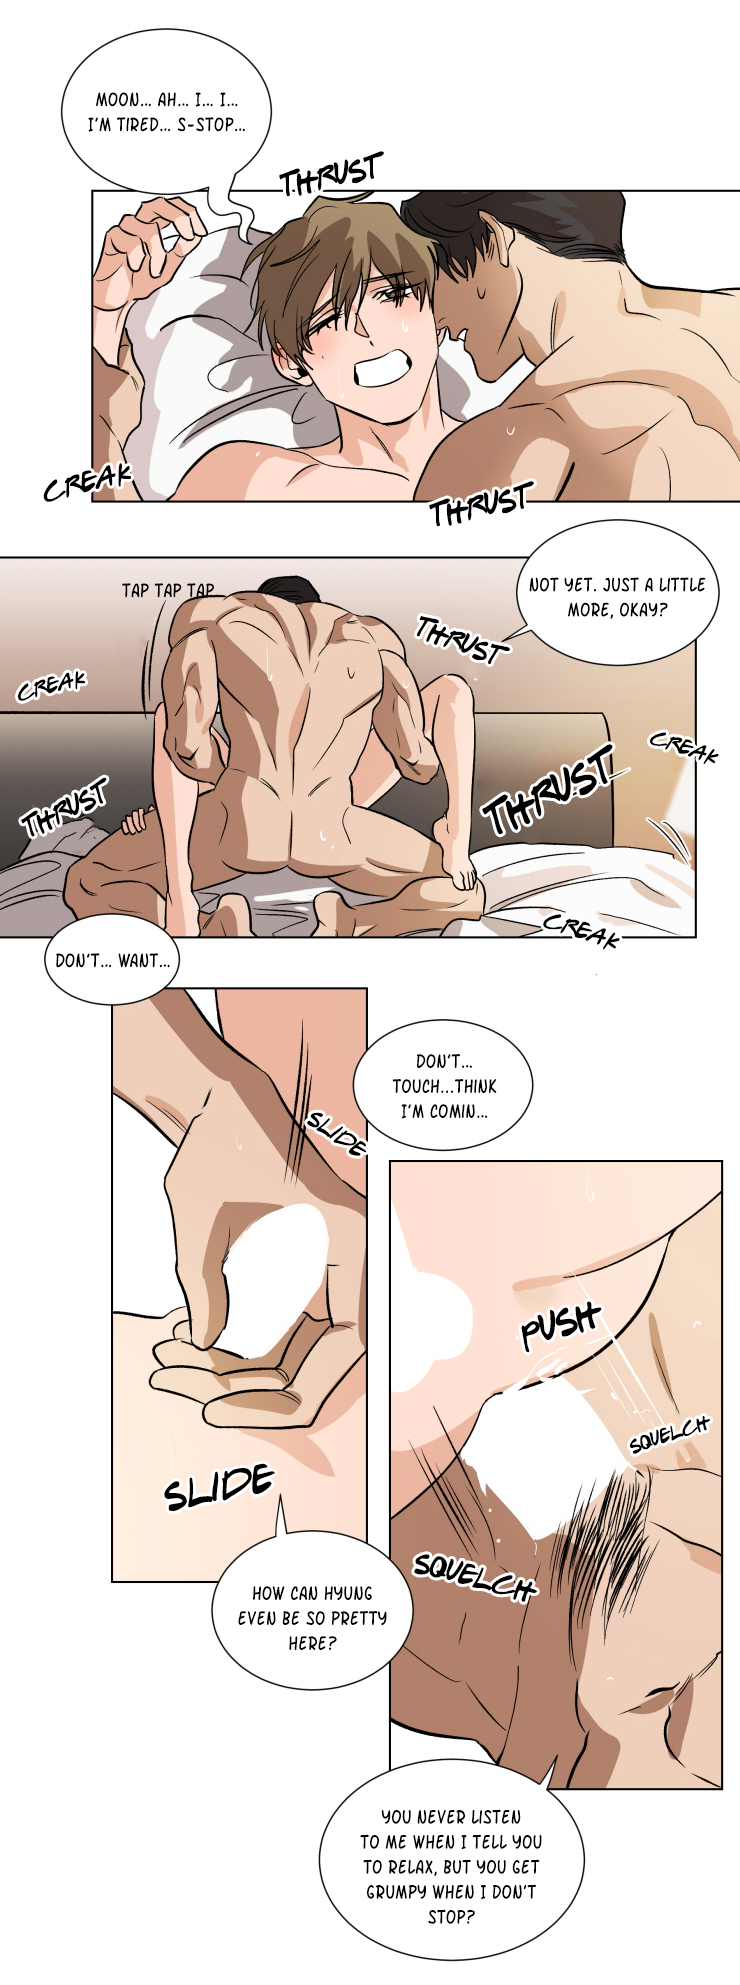 MOON... AH... I... I...
I'M TIRED... S-STOP...
THRUST
CREAK
THRUST
NOT YET. JUST A LITTLE
MORE, OKAY?
TAP TAP TAP
THRUST
CREAK
CREAK
THRUST
THRUST
CREAK
DON'T... WANT...
DON'T...
TOUCH...THINK
I'M COMIN...
SLIDE
PUSH
SQUELCH
SLIDE
SQUELCH
HOW CAN HYUNG
EVEN BE SO PRETTY
HERE?
YOU NEVER LISTEN
TO ME WHEN I TELL YOU
TO RELAX, BUT YOU GET
GRUMPY WHEN I DON'T
STOP?